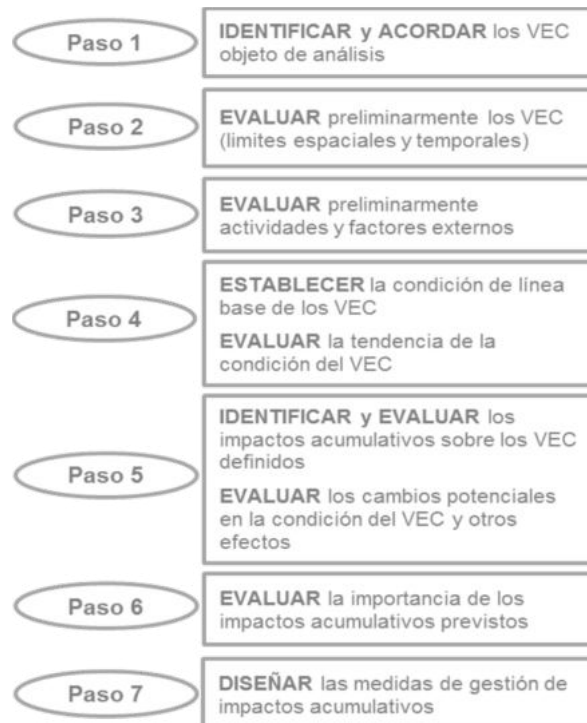 Paso 1
IDENTIFICAR y ACORDAR los VEC
objeto de análisis
Paso 2
EVALUAR preliminarmente los VEC
(limites espaciales y temporales)
Paso 3
EVALUAR preliminarmente
actividades y factores externos
Paso 4
ESTABLECER la condición de línea
base de los VEC
EVALUAR la tendencia de la
condición del VEC
Paso 5
IDENTIFICAR y EVALUAR los
impactos acumulativos sobre los VEC
definidos
EVALUAR los cambios potenciales
en la condición del VEC y otros
efectos
Paso 6
EVALUAR la importancia de los
impactos acumulativos previstos
Paso 7
DISEÑAR las medidas de gestión de
impactos acumulativos